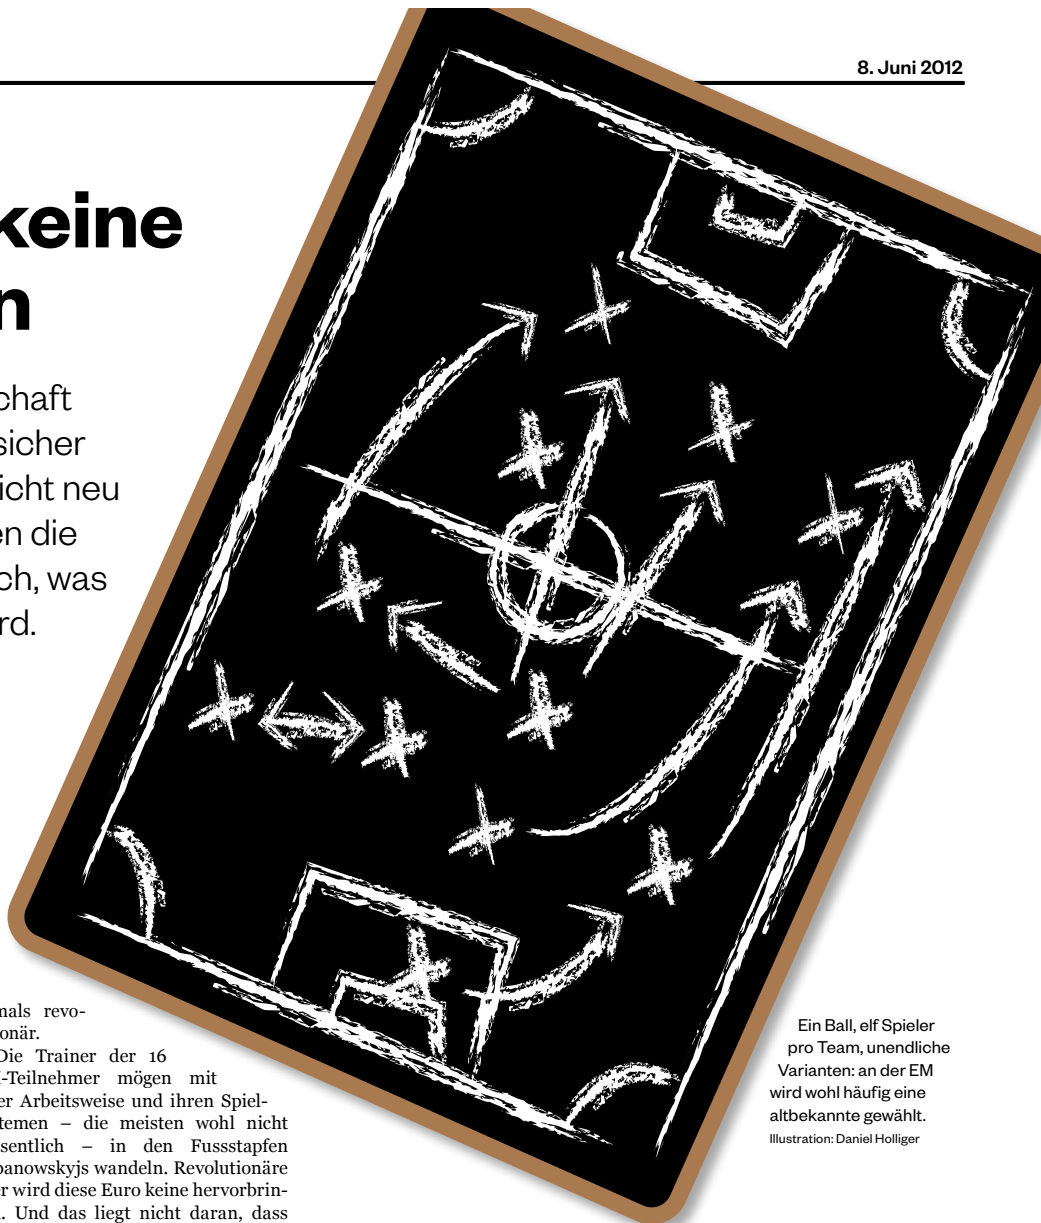 8. Juni 2012
keine
n
chaft
sicher
icht neu
en die
ch, was
rd.
mals revo-
onär.
Die Trainer der 16
-Teilnehmer mögen mit
er Arbeitsweise und ihren Spiel-
temen – die meisten wohl nicht
sentlich – in den Fussstapfen
banowskyjs wandeln. Revolutionäre
er wird diese Euro keine hervorbrin-
. Und das liegt nicht daran, dass
Ein Ball, elf Spieler
pro Team, unendliche
Varianten: an der EM
wird wohl häufig eine
altbekannte gewählt.
Illustration: Daniel Holliger